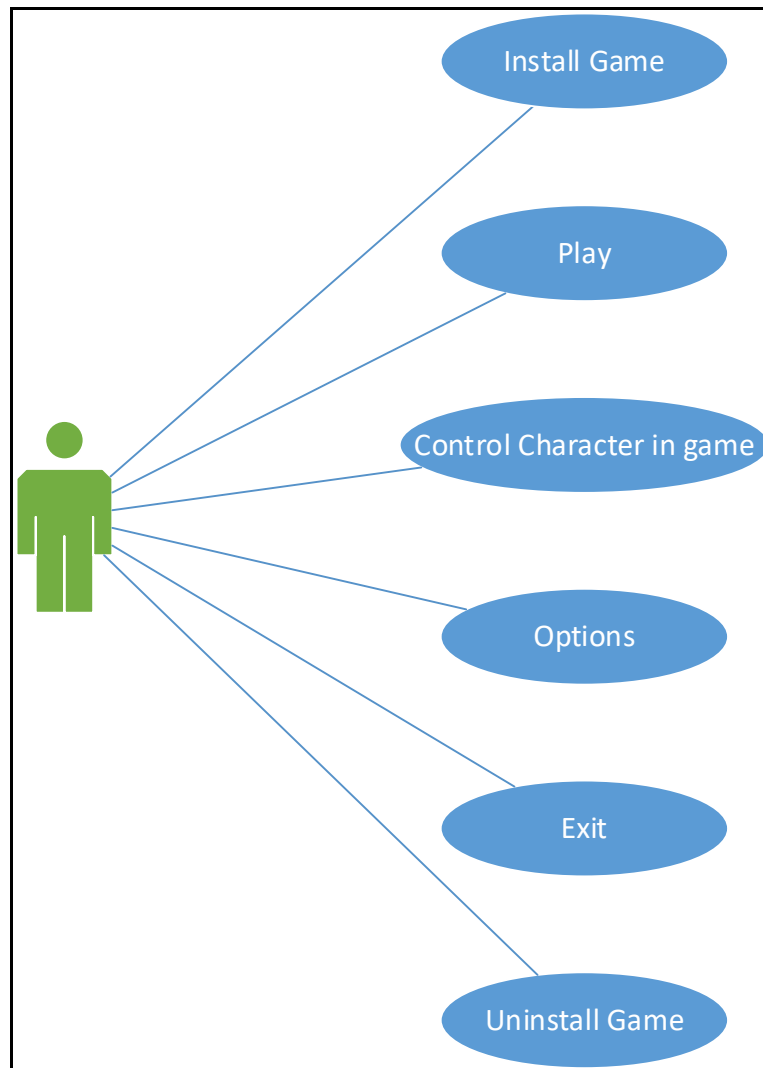 Install Game
Play
Control Character in game
Options
Exit
Uninstall Game